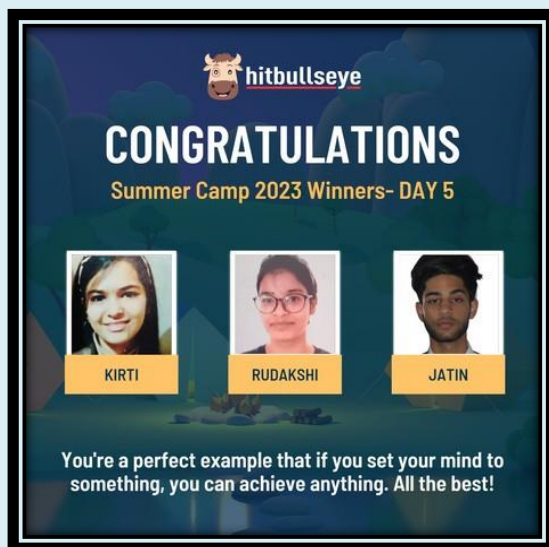 hitbullseye
CONGRATULATIONS
Summer Camp 2023 Winners- DAY 5
KIRTI
RUDAKSHI
JATIN
You're a perfect example that if you set your mind to
something, you can achieve anything. All the best!